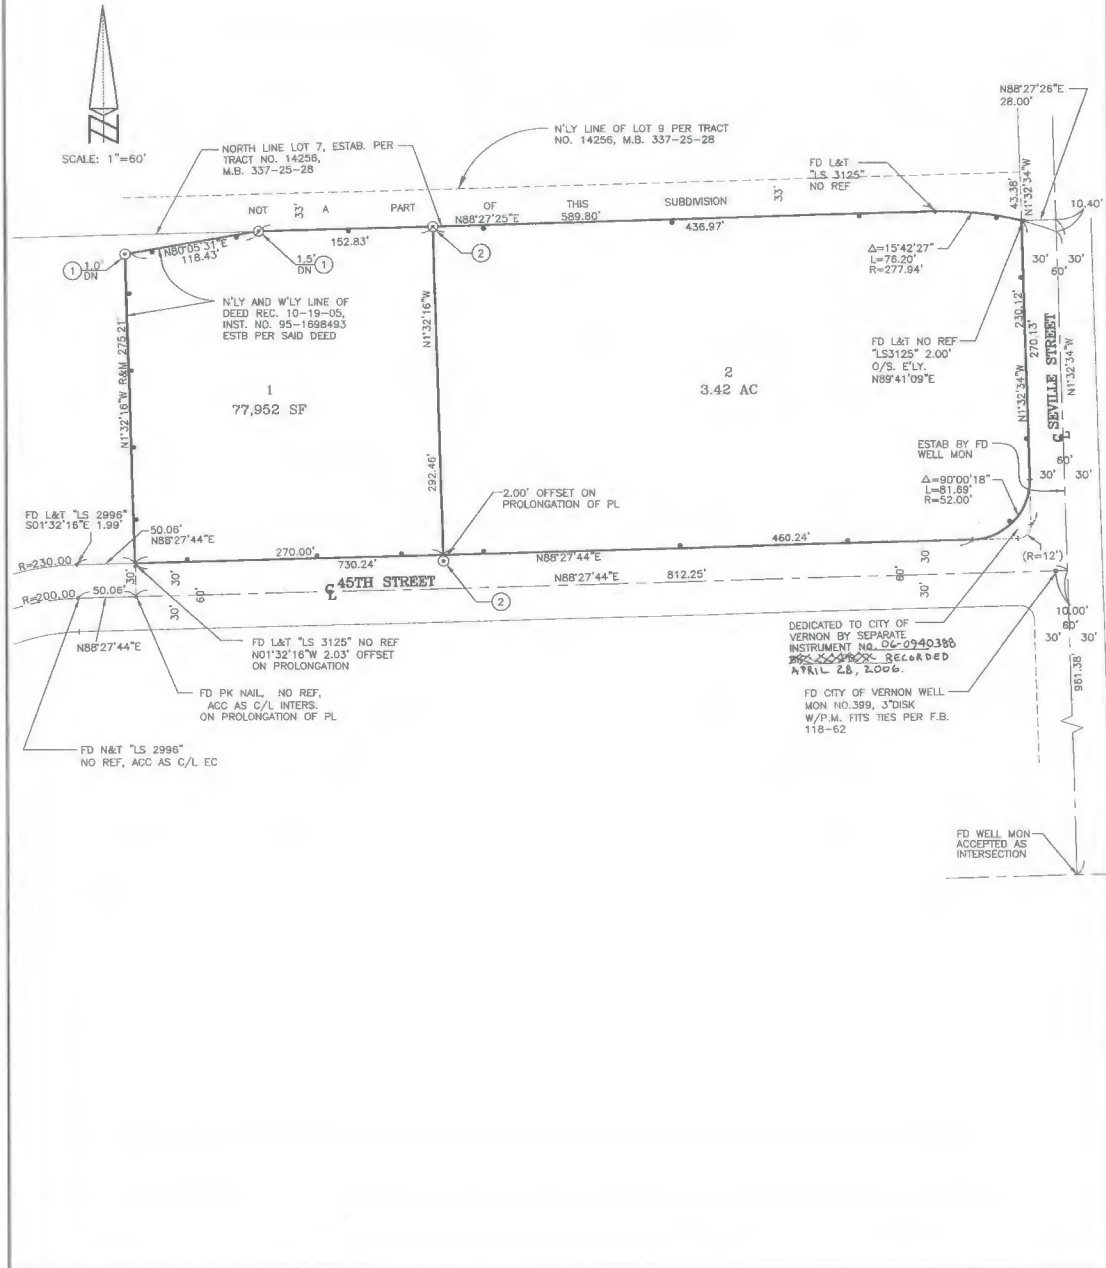 SCALE: 1"=60'
NORTH LINE LOT 7, ESTAB. PER
TRACT NO. 14256,
M.B. 337-25-28
N'LY LINE OF LOT 9 PER TRACT
NO. 14256, M.B. 337-25-28
N88°27'26"E
28.00'
FD L&T
"LS 3125"
NO REF
43.38'
N1°32'34"W
10.40'
NOT A PART OF THIS SUBDIVISION
33'
33'
N88°27'25"E
589.80'
152.83'
436.97'
N80°05'31"E
118.43'
1 1.0'
DN
1.5' 1
DN
2
Δ=15°42'27"
L=76.20'
R=277.94'
30' 30'
60'
N'LY AND W'LY LINE OF
DEED REC. 10-19-05,
INST. NO. 95-1698493
ESTB PER SAID DEED
N1°32'16"W R&M 275.21'
N1°32'16"W
292.46'
1
77,952 SF
2
3.42 AC
FD L&T NO REF
"LS3125" 2.00'
O/S. E'LY.
N89°41'09"E
230.12'
270.13'
N1°32'34"W
SEVILLE STREET
N1°32'34"W
ESTAB BY FD
WELL MON
60'
30' 30'
Δ=90°00'18"
L=81.69'
R=52.00'
2.00' OFFSET ON
PROLONGATION OF PL
FD L&T "LS 2996"
S01°32'16"E 1.99'
50.06'
N88°27'44"E
R=230.00
270.00'
730.24'
N88°27'44"E
460.24'
30
(R=12')
30' 30'
45TH STREET
N88°27'44"E 812.25'
60'
R=200.00
50.06'
30' 30'
60'
30'
N88°27'44"E
2
FD L&T "LS 3125" NO REF
N01°32'16"W 2.03' OFFSET
ON PROLONGATION
DEDICATED TO CITY OF
VERNON BY SEPARATE
INSTRUMENT NO. 06-0940388
RECORDED
APRIL 28, 2006.
10.00'
60'
30' 30'
FD PK NAIL, NO REF,
ACC AS C/L INTERS.
ON PROLONGATION OF PL
FD CITY OF VERNON WELL
MON NO.399, 3"DISK
W/P.M. FITS TIES PER F.B.
118-62
961.38'
FD N&T "LS 2996"
NO REF, ACC AS C/L EC
FD WELL MON
ACCEPTED AS
INTERSECTION